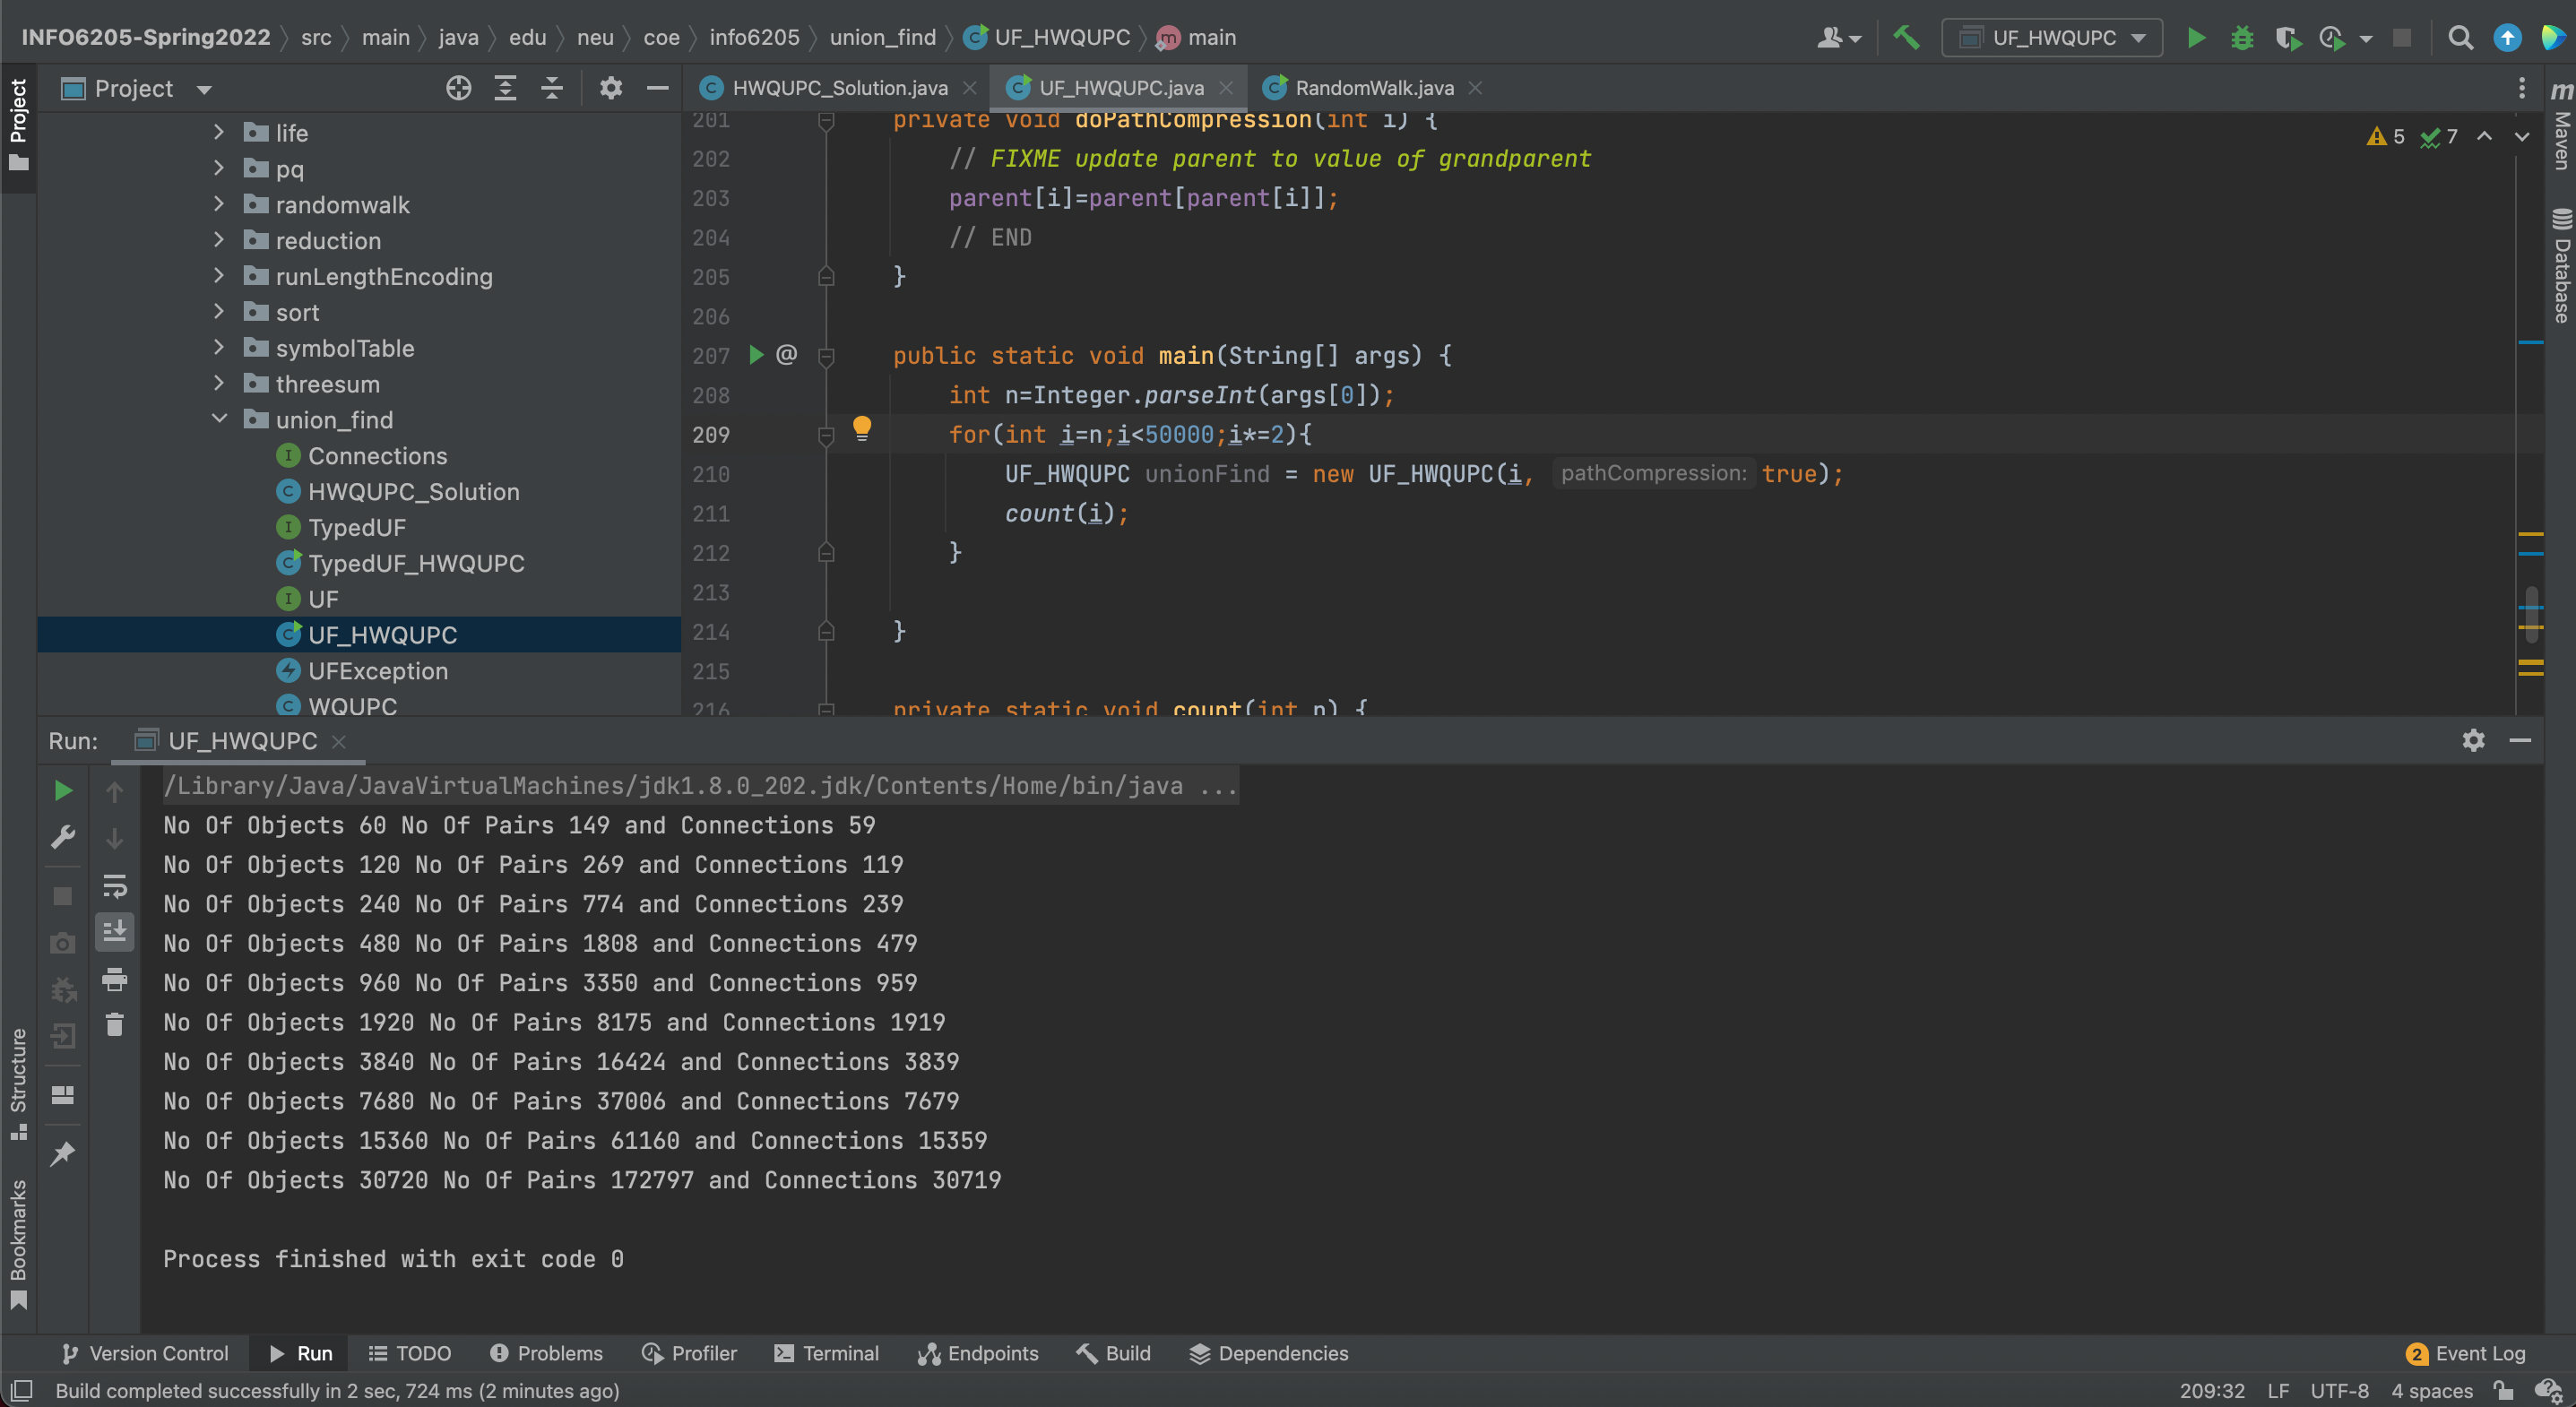 INFO6205-Spring2022 src main java edu neu coe info6205 union_find UF_HWQUPC main
UF_HWQUPC
Project
Project
HWQUPC_Solution.java
UF_HWQUPC.java
RandomWalk.java
Maven
Database
life
pq
randomwalk
reduction
runLengthEncoding
sort
symbolTable
threesum
union_find
Connections
HWQUPC_Solution
TypedUF
TypedUF_HWQUPC
UF
UF_HWQUPC
UFException
WQUPC
5 7
201 private void doPathCompression(int i) {
202 // FIXME update parent to value of grandparent
203 parent[i]=parent[parent[i]];
204 // END
205 }
206
207 @ public static void main(String[] args) {
208 int n=Integer.parseInt(args[0]);
209 for(int i=n;i<50000;i*=2){
210 UF_HWQUPC unionFind = new UF_HWQUPC(i, pathCompression: true);
211 count(i);
212 }
213
214 }
215
216 private static void count(int n) {
Run: UF_HWQUPC
/Library/Java/JavaVirtualMachines/jdk1.8.0_202.jdk/Contents/Home/bin/java ...
No Of Objects 60 No Of Pairs 149 and Connections 59
No Of Objects 120 No Of Pairs 269 and Connections 119
No Of Objects 240 No Of Pairs 774 and Connections 239
No Of Objects 480 No Of Pairs 1808 and Connections 479
No Of Objects 960 No Of Pairs 3350 and Connections 959
No Of Objects 1920 No Of Pairs 8175 and Connections 1919
No Of Objects 3840 No Of Pairs 16424 and Connections 3839
No Of Objects 7680 No Of Pairs 37006 and Connections 7679
No Of Objects 15360 No Of Pairs 61160 and Connections 15359
No Of Objects 30720 No Of Pairs 172797 and Connections 30719
Process finished with exit code 0
Structure
Bookmarks
Version Control Run TODO Problems Profiler Terminal Endpoints Build Dependencies 2 Event Log
Build completed successfully in 2 sec, 724 ms (2 minutes ago) 209:32 LF UTF-8 4 spaces